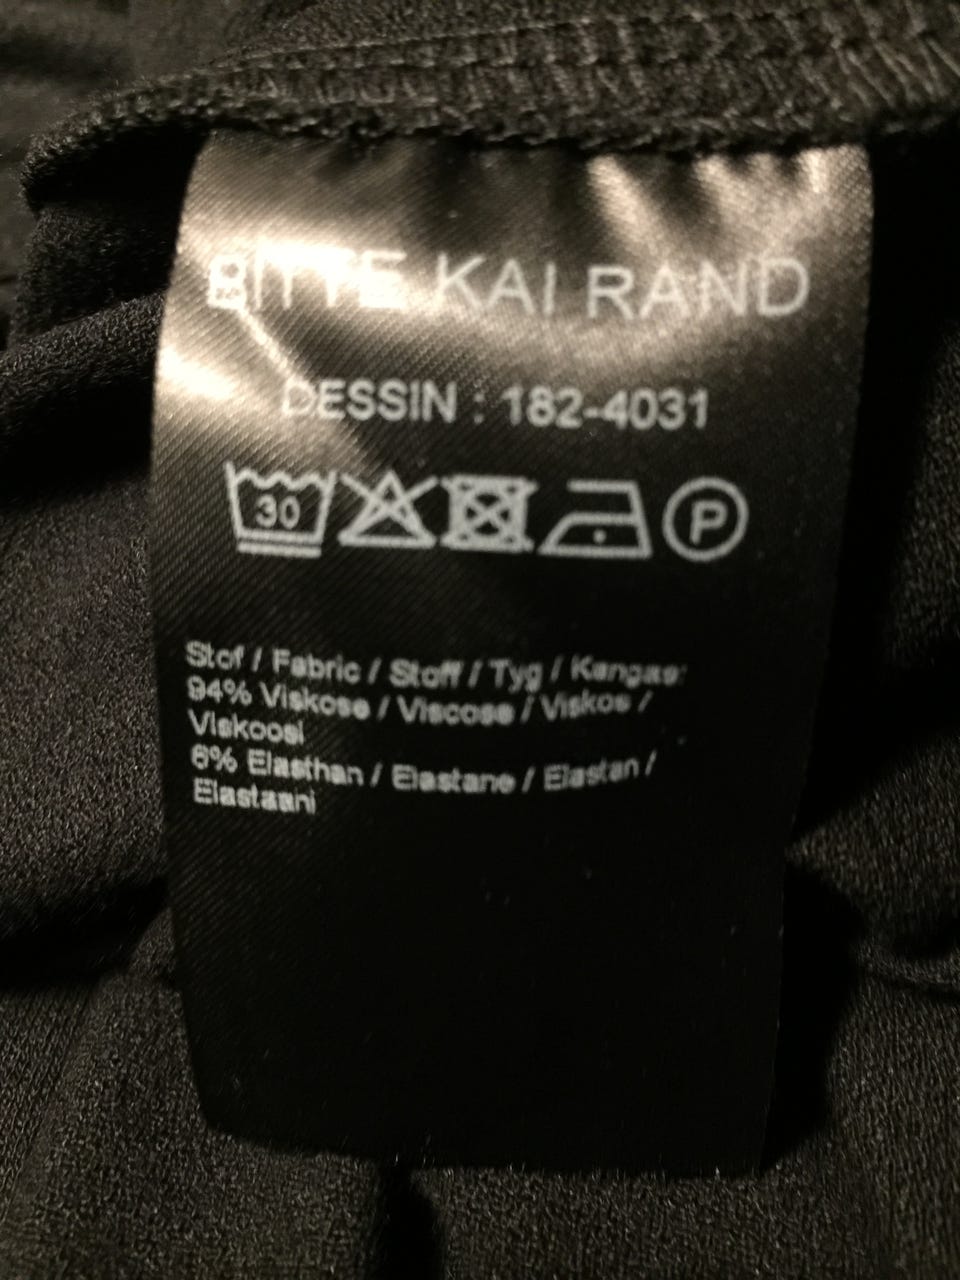 BITTE KAI RAND
DESSIN : 182-4031
30 P
Stof / Fabric / Stoff / Tyg / Kangas:
94% Viskose / Viscose / Viskos /
Viskoosi
6% Elasthan / Elastane / Elastan /
Elastaani